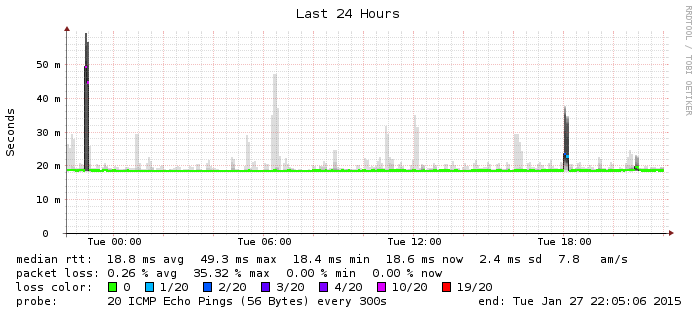 Last 24 Hours
RRDTOOL / TOBI OETIKER
Seconds
50 m
40 m
30 m
20 m
10 m
0
Tue 00:00 Tue 06:00 Tue 12:00 Tue 18:00
median rtt: 18.8 ms avg 49.3 ms max 18.4 ms min 18.6 ms now 2.4 ms sd 7.8 am/s
packet loss: 0.26 % avg 35.32 % max 0.00 % min 0.00 % now
loss color: 0 1/20 2/20 3/20 4/20 10/20 19/20
probe: 20 ICMP Echo Pings (56 Bytes) every 300s end: Tue Jan 27 22:05:06 2015